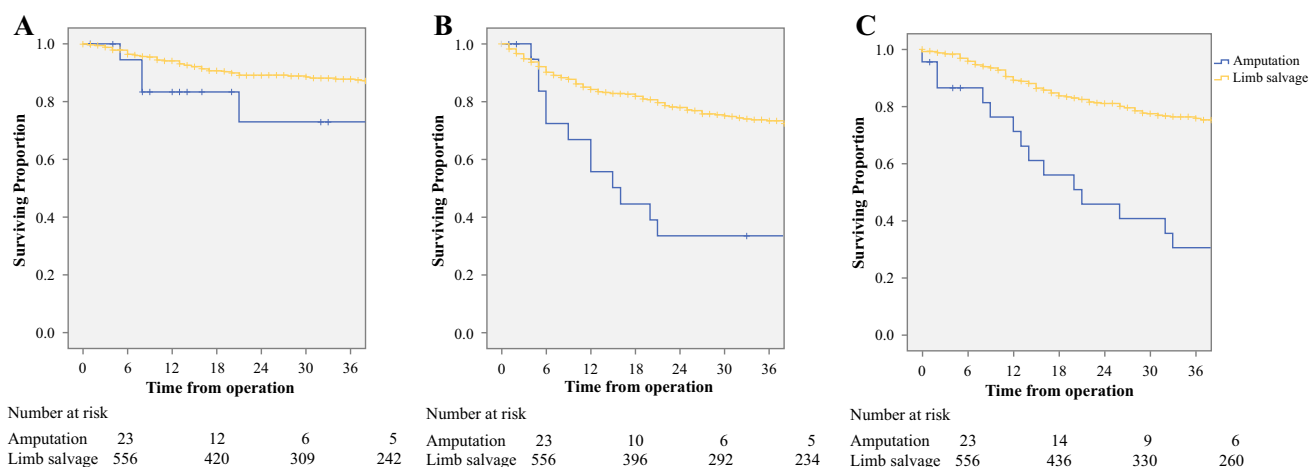 A
Surviving Proportion
1.0
0.8
0.6
0.4
0.2
0.0
0 6 12 18 24 30 36
Time from operation
Number at risk
Amputation 23 12 6 5
Limb salvage 556 420 309 242
B
Surviving Proportion
1.0
0.8
0.6
0.4
0.2
0.0
0 6 12 18 24 30 36
Time from operation
Number at risk
Amputation 23 10 6 5
Limb salvage 556 396 292 234
C
Surviving Proportion
1.0
0.8
0.6
0.4
0.2
0.0
0 6 12 18 24 30 36
Time from operation
Number at risk
Amputation 23 14 9 6
Limb salvage 556 436 330 260
Amputation
Limb salvage